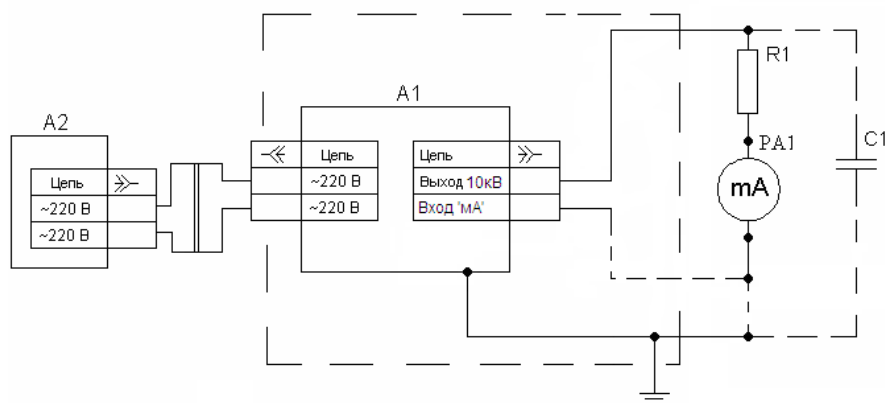 A2
Цепь
~220 В
~220 В
A1
Цепь
~220 В
~220 В
Цепь
Выход 10кВ
Вход 'мА'
R1
PA1
mA
C1